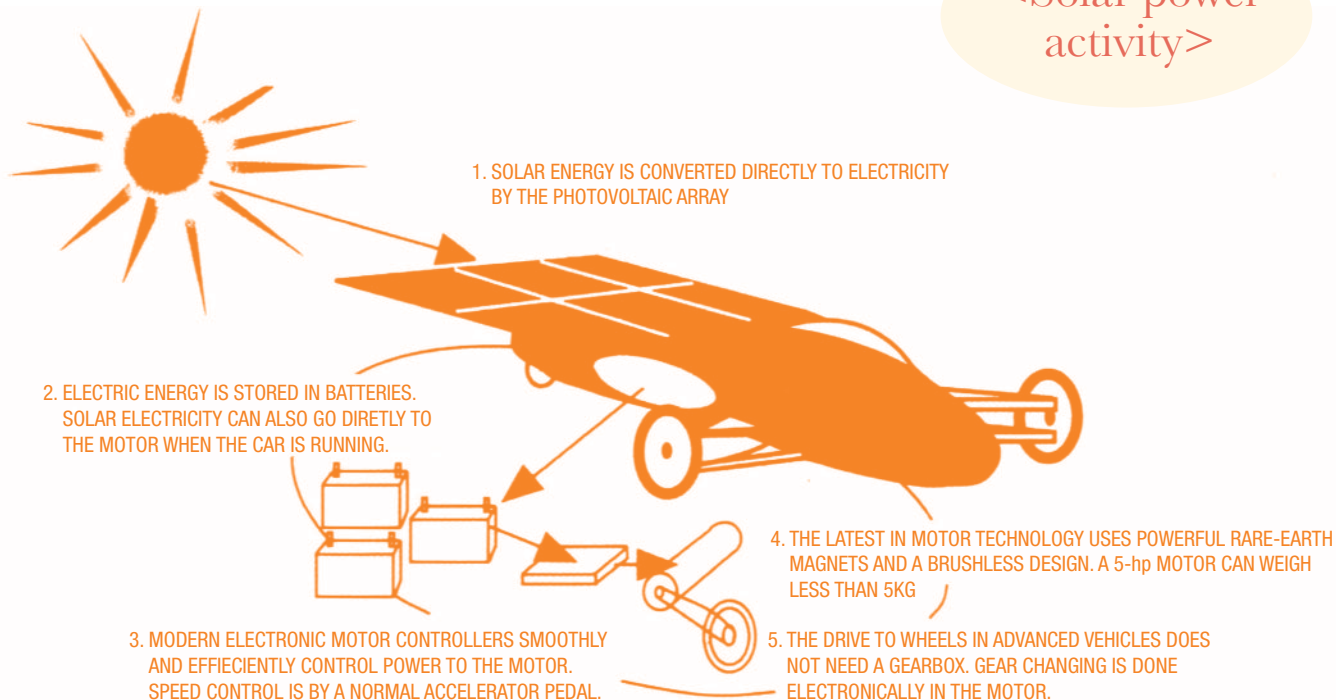 <Solar power
activity>
1. SOLAR ENERGY IS CONVERTED DIRECTLY TO ELECTRICITY
BY THE PHOTOVOLTAIC ARRAY
2. ELECTRIC ENERGY IS STORED IN BATTERIES.
SOLAR ELECTRICITY CAN ALSO GO DIRETLY TO
THE MOTOR WHEN THE CAR IS RUNNING.
4. THE LATEST IN MOTOR TECHNOLOGY USES POWERFUL RARE-EARTH
MAGNETS AND A BRUSHLESS DESIGN. A 5-hp MOTOR CAN WEIGH
LESS THAN 5KG
3. MODERN ELECTRONIC MOTOR CONTROLLERS SMOOTHLY
AND EFFIECIENTLY CONTROL POWER TO THE MOTOR.
SPEED CONTROL IS BY A NORMAL ACCELERATOR PEDAL.
5. THE DRIVE TO WHEELS IN ADVANCED VEHICLES DOES
NOT NEED A GEARBOX. GEAR CHANGING IS DONE
ELECTRONICALLY IN THE MOTOR.